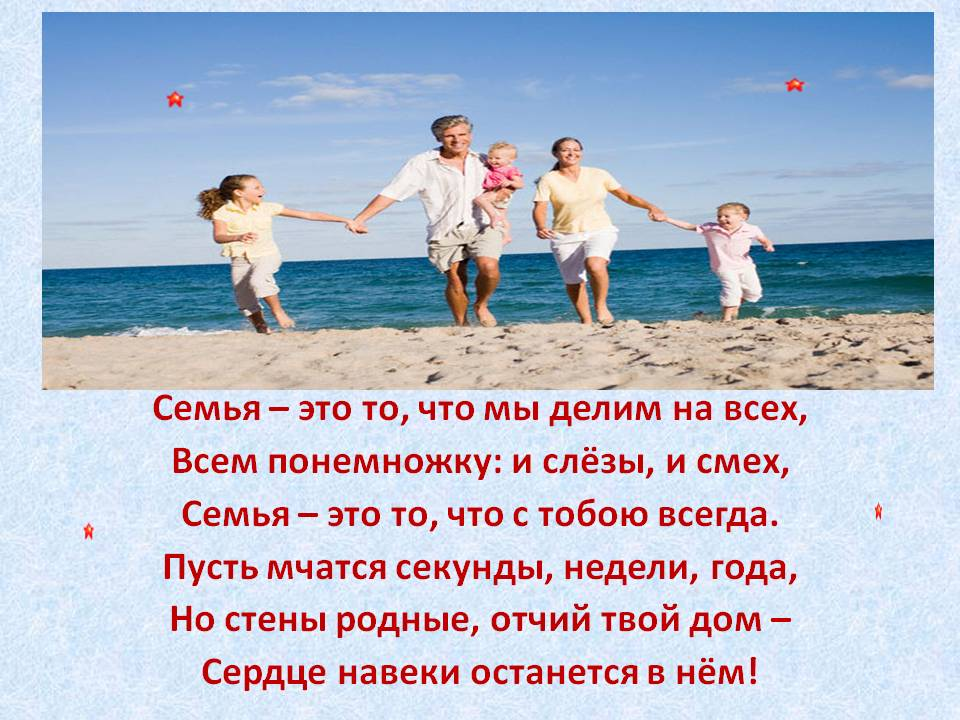 Семья – это то, что мы делим на всех,
Всем понемножку: и слёзы, и смех,
Семья – это то, что с тобою всегда.
Пусть мчатся секунды, недели, года,
Но стены родные, отчий твой дом –
Сердце навеки останется в нём!